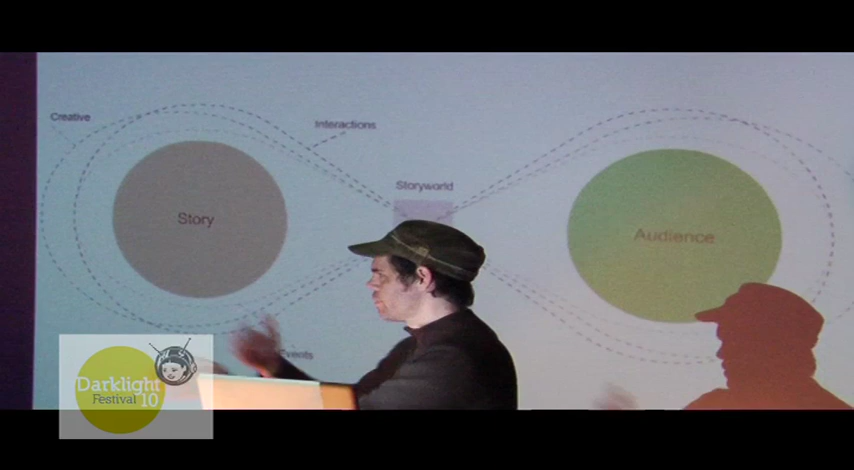 Creative
Interactions
Storyworld
Story
Audience
Events
Darklight
Festival 10